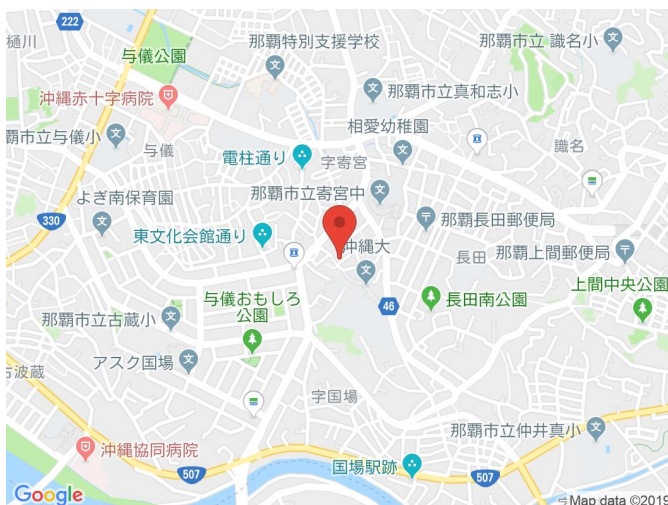 222
樋川
与儀公園
那覇特別支援学校
那覇市立 識名小
沖縄赤十字病院
那覇市立真和志小
覇市立与儀小
与儀
相愛幼稚園
識名
電柱通り
字寄宮
よぎ南保育園
那覇市立寄宮中
330
東文化会館通り
那覇長田郵便局
沖縄大
長田
那覇上間郵便局
与儀おもしろ
公園
46
長田南公園
上間中央公園
那覇市立古蔵小
アスク国場
古波蔵
字国場
那覇市立仲井真小
沖縄協同病院
507
国場駅跡
507
Google
Map data ©2019